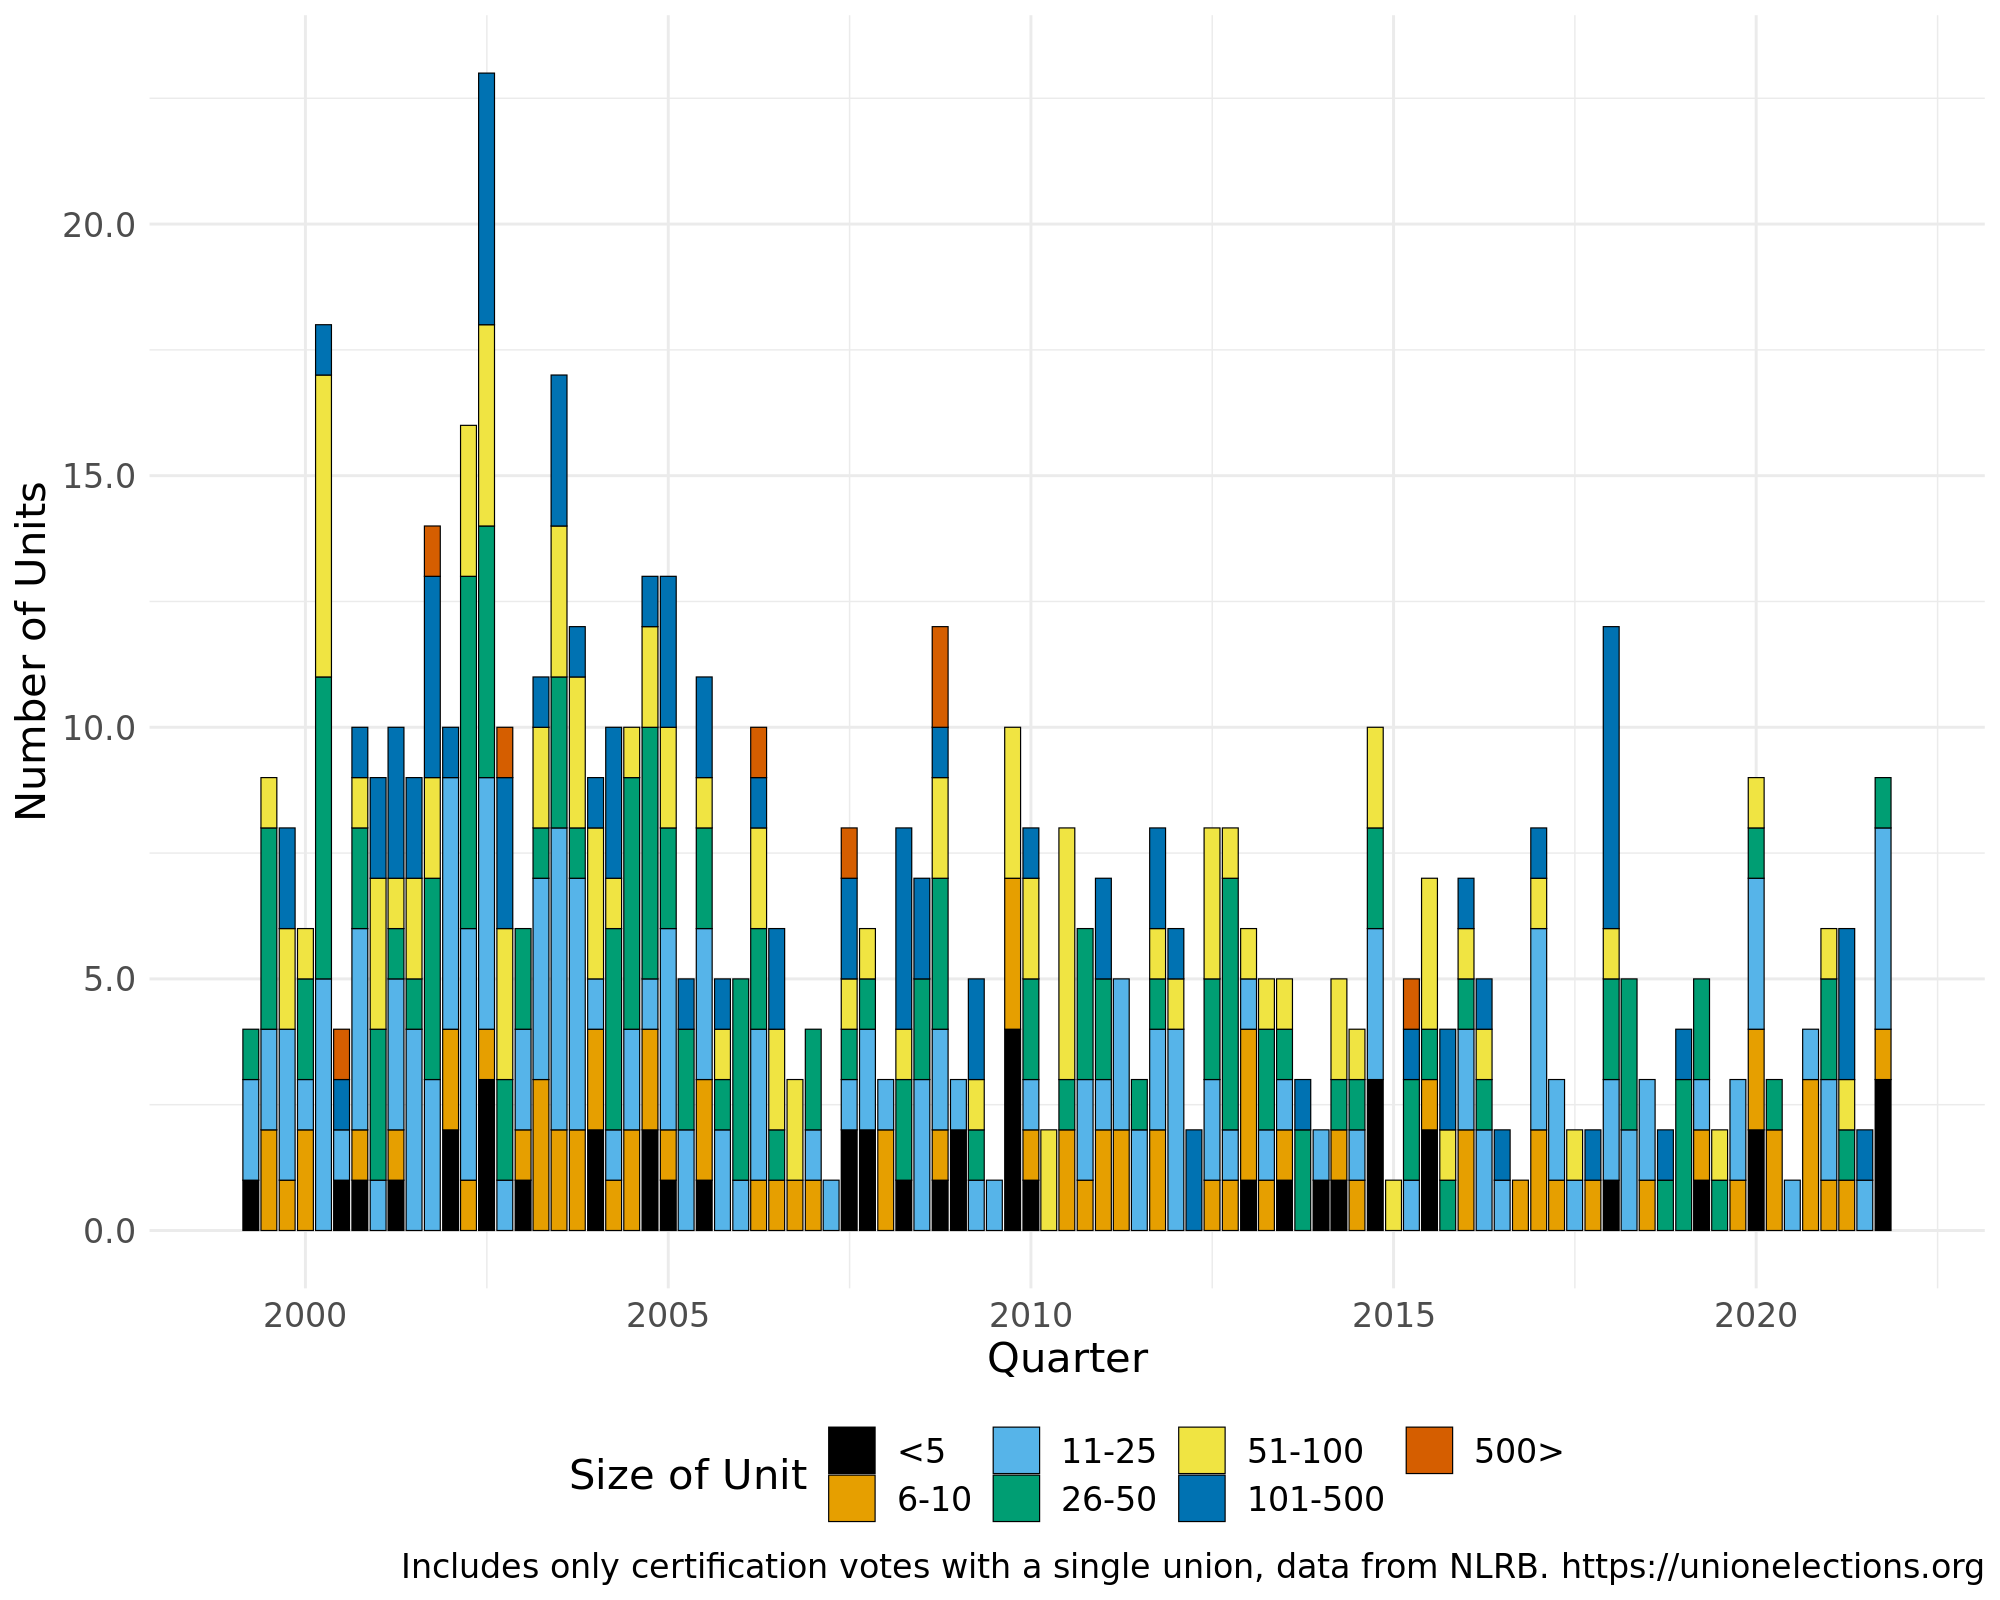 Number of Units
20.0
15.0
10.0
5.0
0.0
2000 2005 2010 2015 2020
Quarter
Size of Unit
<5 11-25 51-100 500>
6-10 26-50 101-500
Includes only certification votes with a single union, data from NLRB. https://unionelections.org